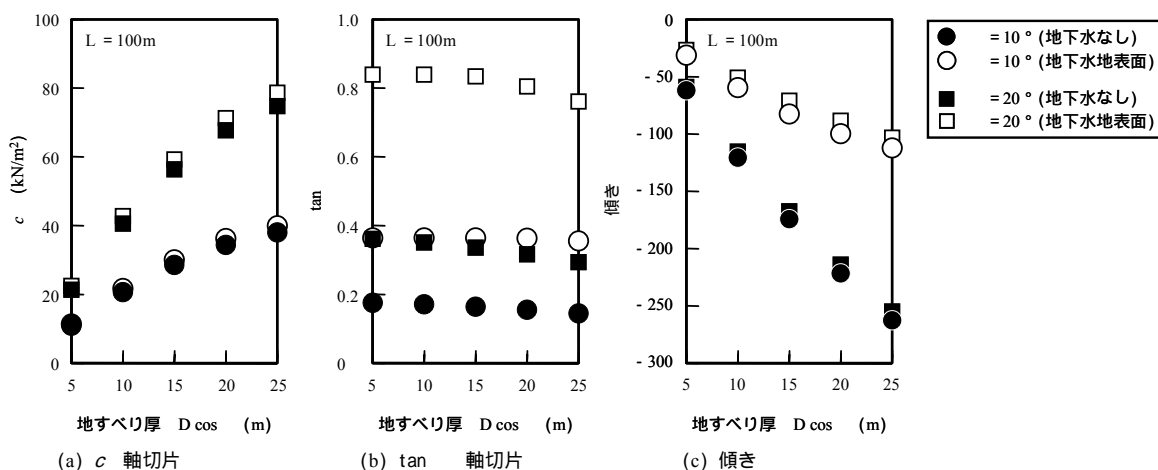 L = 100m
100
80
60
40
20
0
c (kN/m²)
5 10 15 20 25
地すべり厚 D cos (m)
(a) c 軸切片
L = 100m
1.0
0.8
0.6
0.4
0.2
0.0
tan
5 10 15 20 25
地すべり厚 D cos (m)
(b) tan 軸切片
L = 100m
0
- 50
- 100
- 150
- 200
- 250
- 300
傾き
5 10 15 20 25
地すべり厚 D cos (m)
(c) 傾き
= 10 ° (地下水なし)
= 10 ° (地下水地表面)
= 20 ° (地下水なし)
= 20 ° (地下水地表面)